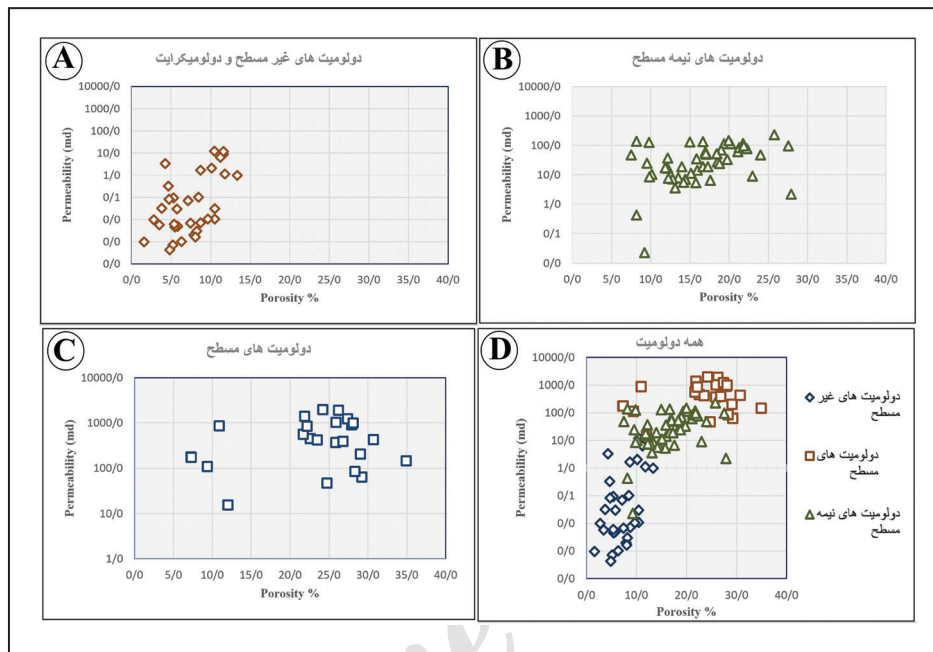 A
دولومیت های غیر مسطح و دولومیکرایت
Permeability (md)
10000/0
1000/0
100/0
10/0
1/0
0/1
0/0
0/0
0/0
0/0 5/0 10/0 15/0 20/0 25/0 30/0 35/0 40/0
Porosity %
B
دولومیت های نیمه مسطح
Permeability (md)
10000/0
1000/0
100/0
10/0
1/0
0/1
0/0
0/0 5/0 10/0 15/0 20/0 25/0 30/0 35/0 40/0
Porosity %
C
دولومیت های مسطح
Permeability (md)
10000/0
1000/0
100/0
10/0
1/0
0/0 5/0 10/0 15/0 20/0 25/0 30/0 35/0 40/0
Porosity %
D
همه دولومیت
Permeability (md)
10000/0
1000/0
100/0
10/0
1/0
0/1
0/0
0/0
0/0
0/0 10/0 20/0 30/0 40/0
Porosity %
دولومیت های غیر
مسطح
دولومیت های
مسطح
دولومیت های نیمه
مسطح